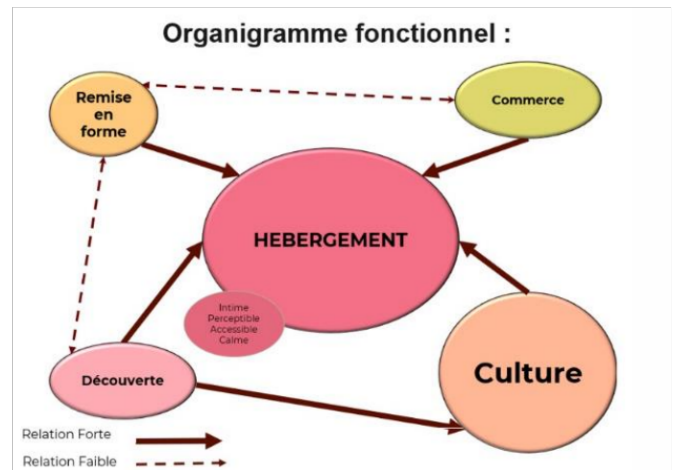 Organigramme fonctionnel :
Remise
en
forme
Commerce
HEBERGEMENT
Intime
Perceptible
Accessible
Calme
Découverte
Culture
Relation Forte
Relation Faible